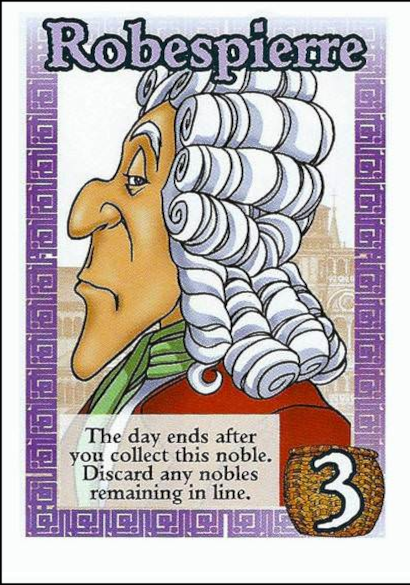 Robespierre
The day ends after
you collect this noble.
Discard any nobles
remaining in line.
3